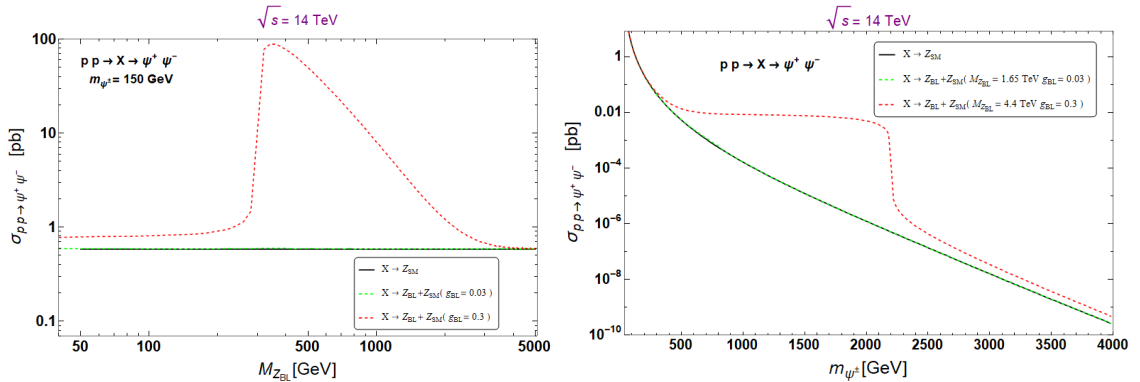 √s = 14 TeV
p p → X → ψ⁺ ψ⁻
m_ψ± = 150 GeV
σ_p p → ψ⁺ ψ⁻ [pb]
100
10
1
0.1
X → Z_SM
X → Z_BL+Z_SM( g_BL = 0.03)
X → Z_BL + Z_SM( g_BL = 0.3)
50
100
500
1000
5000
M_Z_BL[GeV]
√s = 14 TeV
p p → X → ψ⁺ ψ⁻
X → Z_SM
X → Z_BL+Z_SM( M_Z_BL = 1.65 TeV g_BL = 0.03)
X → Z_BL + Z_SM( M_Z_BL = 4.4 TeV g_BL = 0.3)
σ_p p → ψ⁺ ψ⁻ [pb]
1
0.01
10⁻⁴
10⁻⁶
10⁻⁸
10⁻¹⁰
500
1000
1500
2000
2500
3000
3500
4000
m_ψ± [GeV]